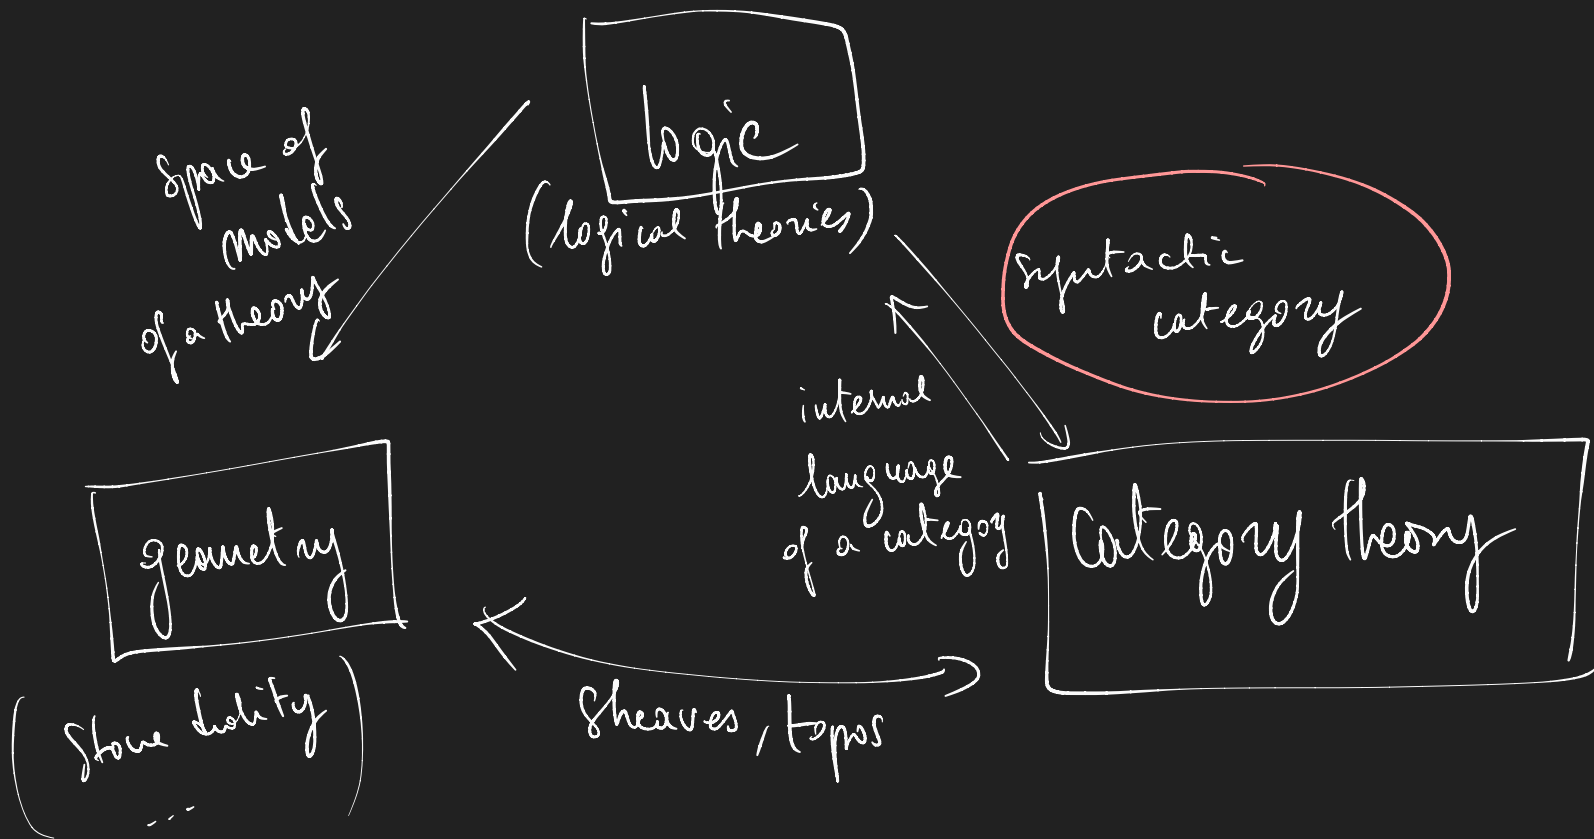 logic
(logical theories)
space of
models
of a theory
syntactic
category
internal
language
of a category
geometry
Category theory
(Stone duality
...)
Sheaves, topos